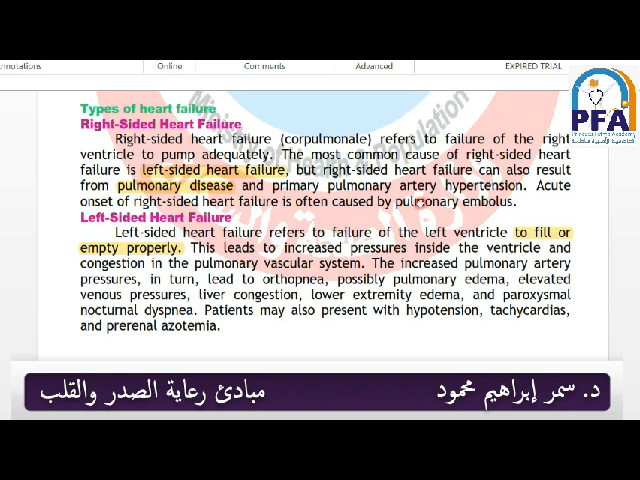 nnotations Online Comments Advanced EXPIRED TRIAL
PFA
Types of heart failure
Right-Sided Heart Failure
Right-sided heart failure (corpulmonale) refers to failure of the right
ventricle to pump adequately. The most common cause of right-sided heart
failure is left-sided heart failure, but right-sided heart failure can also result
from pulmonary disease and primary pulmonary artery hypertension. Acute
onset of right-sided heart failure is often caused by pulmonary embolus.
Left-Sided Heart Failure
Left-sided heart failure refers to failure of the left ventricle to fill or
empty properly. This leads to increased pressures inside the ventricle and
congestion in the pulmonary vascular system. The increased pulmonary artery
pressures, in turn, lead to orthopnea, possibly pulmonary edema, elevated
venous pressures, liver congestion, lower extremity edema, and paroxysmal
nocturnal dyspnea. Patients may also present with hypotension, tachycardias,
and prerenal azotemia.
Ministry of Health & Population
د. سمر إبراهيم محمود
مبادئ رعاية الصدر والقلب